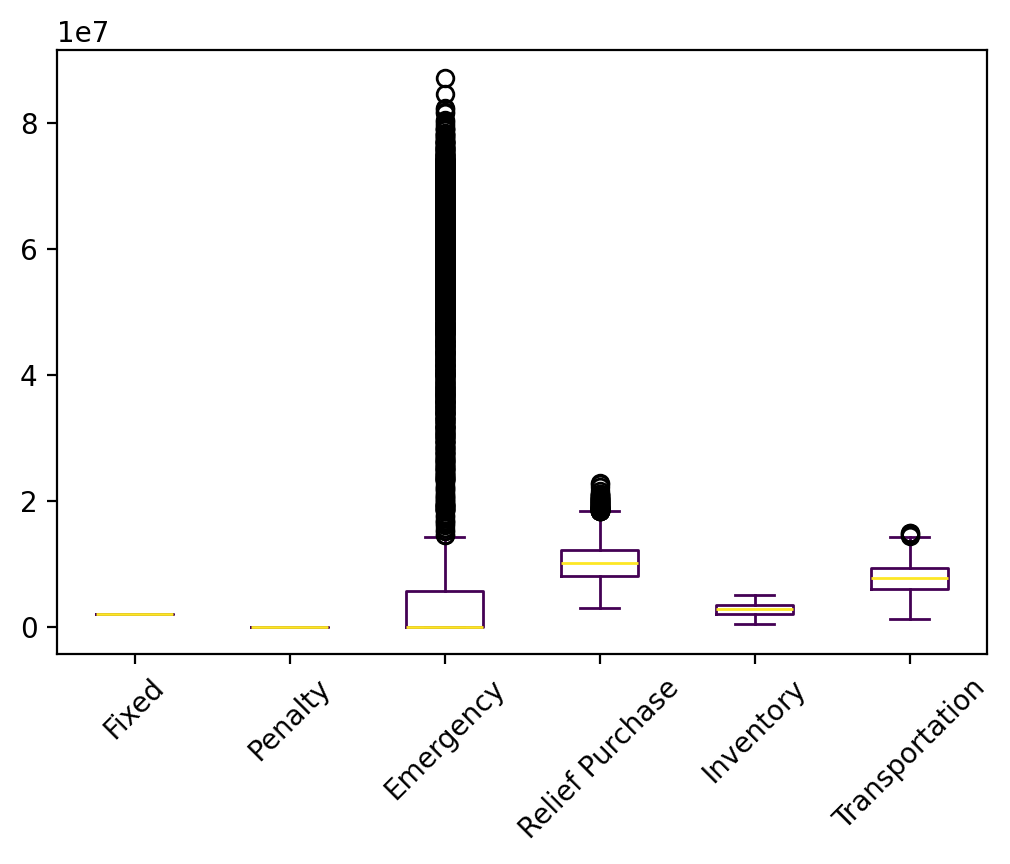 1e7
8
6
4
2
0
Fixed
Penalty
Emergency
Relief Purchase
Inventory
Transportation